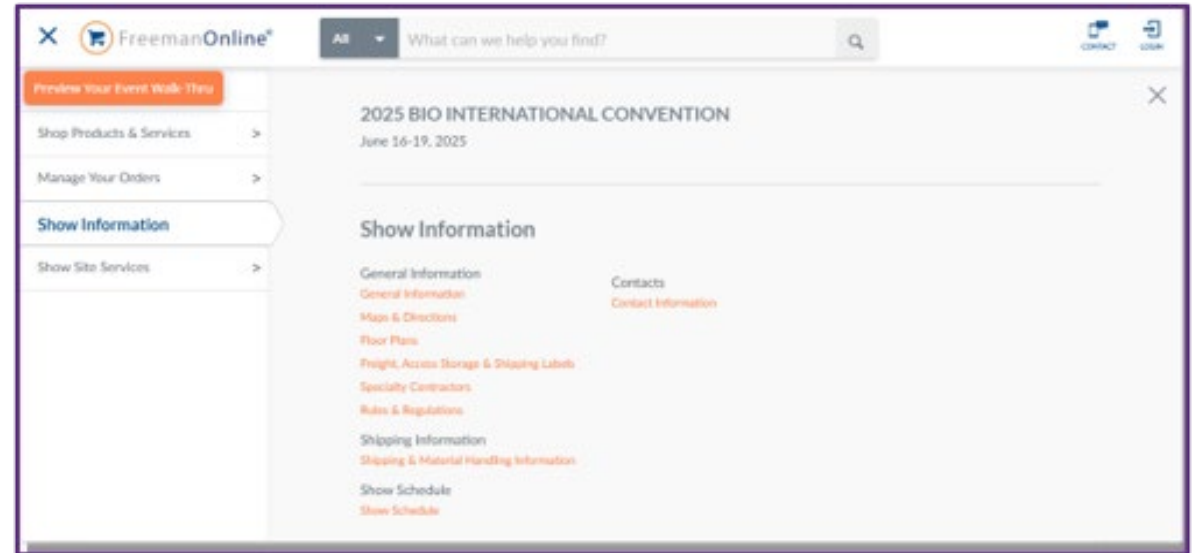 FreemanOnline®
All
What can we help you find?
CONTACT
LOGIN
Preview Your Event Walk-Thru
Shop Products & Services >
Manage Your Orders >
Show Information
Show Site Services >
2025 BIO INTERNATIONAL CONVENTION
June 16-19, 2025
Show Information
General Information
General Information
Maps & Directions
Floor Plans
Freight, Access Storage & Shipping Labels
Specialty Contractors
Rules & Regulations
Shipping Information
Shipping & Material Handling Information
Show Schedule
Show Schedule
Contacts
Contact Information